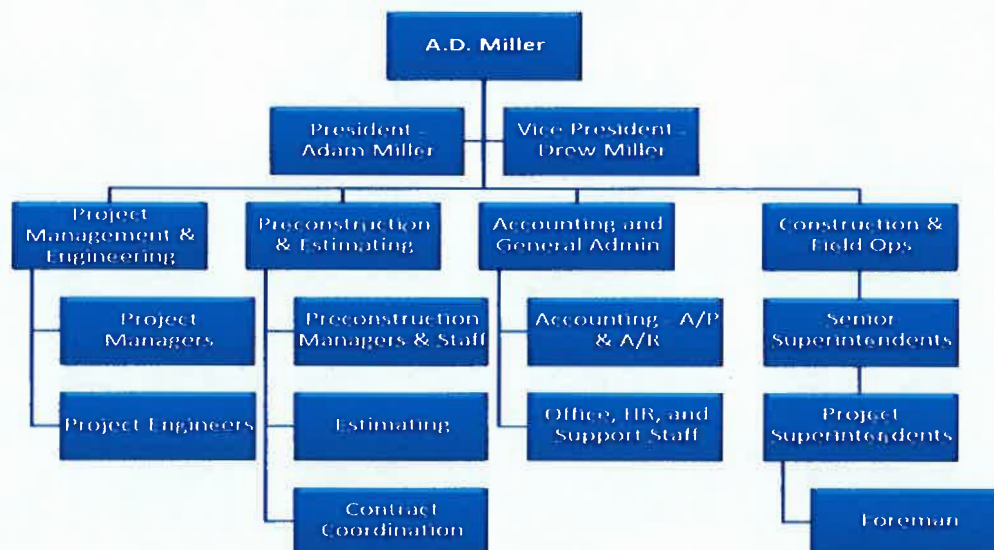 A.D. Miller
President -
Adam Miller
Vice President -
Drew Miller
Project
Management &
Engineering
Preconstruction
& Estimating
Accounting and
General Admin
Construction &
Field Ops
Project
Managers
Preconstruction
Managers & Staff
Accounting - A/P
& A/R
Senior
Superintendents
Project Engineers
Estimating
Office, HR, and
Support Staff
Project
Superintendents
Contract
Coordination
Foreman